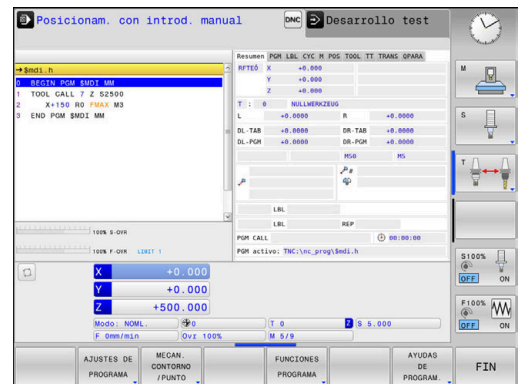 Posicionam. con introd. manual
DNC
Desarrollo test
→$mdi.h
0 BEGIN PGM $MDI MM
1 TOOL CALL 7 Z S2500
2 X+150 R0 FMAX M3
3 END PGM $MDI MM
100% S-OVR
100% F-OVR LIMIT 1
Resumen PGM LBL CYC M POS TOOL TT TRANS QPARA
RFTEÓ X +0.000
Y +0.000
Z +0.000
T : 0 NULLWERKZEUG
L +0.0000 R +0.0000
DL-TAB +0.0000 DR-TAB +0.0000
DL-PGM +0.0000 DR-PGM +0.0000
M50 M5
P#
P
LBL
LBL REP
PGM CALL 00:00:00
PGM activo: TNC:\nc_prog\$mdi.h
X +0.000
Y +0.000
Z +500.000
Modo: NOML. 0 T 0 Z S 5.000
F 0mm/min Ovr 100% M 5/9
M
S
T
S100%
OFF ON
F100%
OFF ON
AJUSTES DE
PROGRAMA
MECAN.
CONTORNO
/PUNTO
FUNCIONES
PROGRAMA
AYUDAS
DE
PROGRAM.
FIN